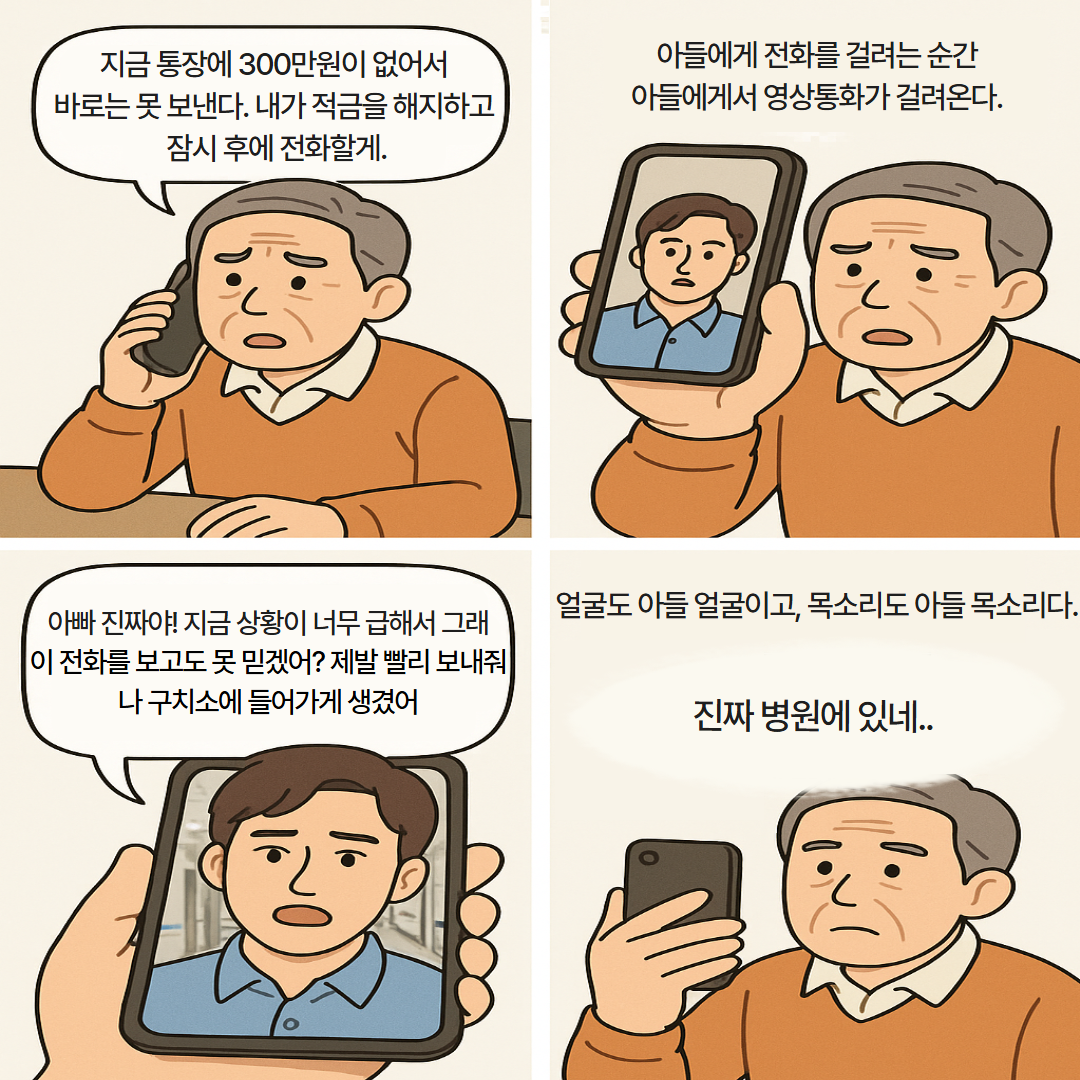 지금 통장에 300만원이 없어서
바로는 못 보낸다. 내가 적금을 해지하고
잠시 후에 전화할게.
아들에게 전화를 걸려는 순간
아들에게서 영상통화가 걸려온다.
아빠 진짜야! 지금 상황이 너무 급해서 그래
이 전화를 보고도 못 믿겠어? 제발 빨리 보내줘
나 구치소에 들어가게 생겼어
얼굴도 아들 얼굴이고, 목소리도 아들 목소리다.
진짜 병원에 있네..